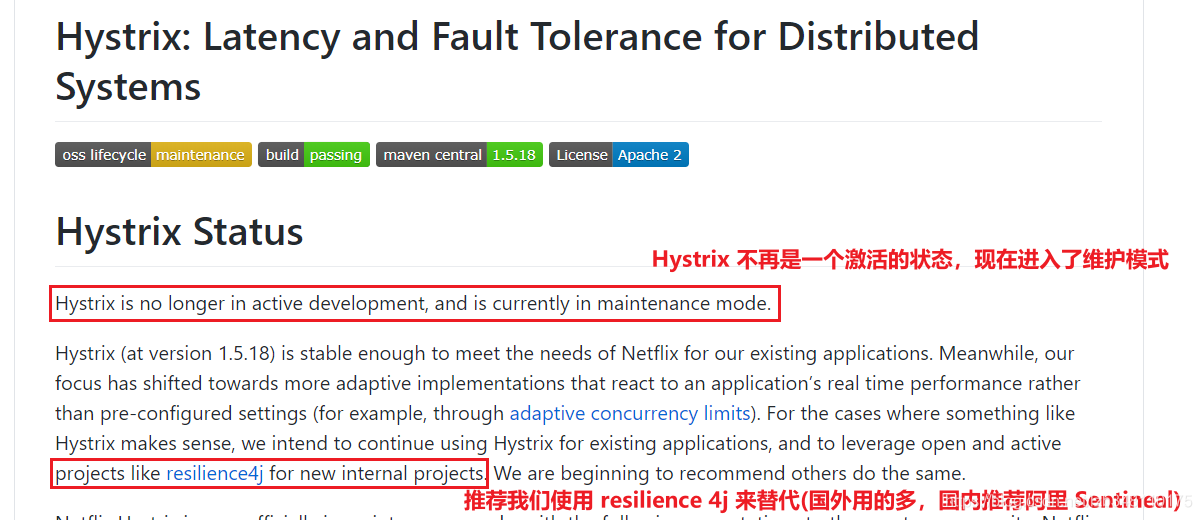 Hystrix: Latency and Fault Tolerance for Distributed
Systems
oss lifecycle maintenance build passing maven central 1.5.18 License Apache 2
Hystrix Status
Hystrix 不再是一个激活的状态，现在进入了维护模式
Hystrix is no longer in active development, and is currently in maintenance mode.
Hystrix (at version 1.5.18) is stable enough to meet the needs of Netflix for our existing applications. Meanwhile, our
focus has shifted towards more adaptive implementations that react to an application's real time performance rather
than pre-configured settings (for example, through adaptive concurrency limits). For the cases where something like
Hystrix makes sense, we intend to continue using Hystrix for existing applications, and to leverage open and active
projects like resilience4j for new internal projects. We are beginning to recommend others do the same.
推荐我们使用 resilience 4j 来替代(国外用的多，国内推荐阿里 Sentineal)